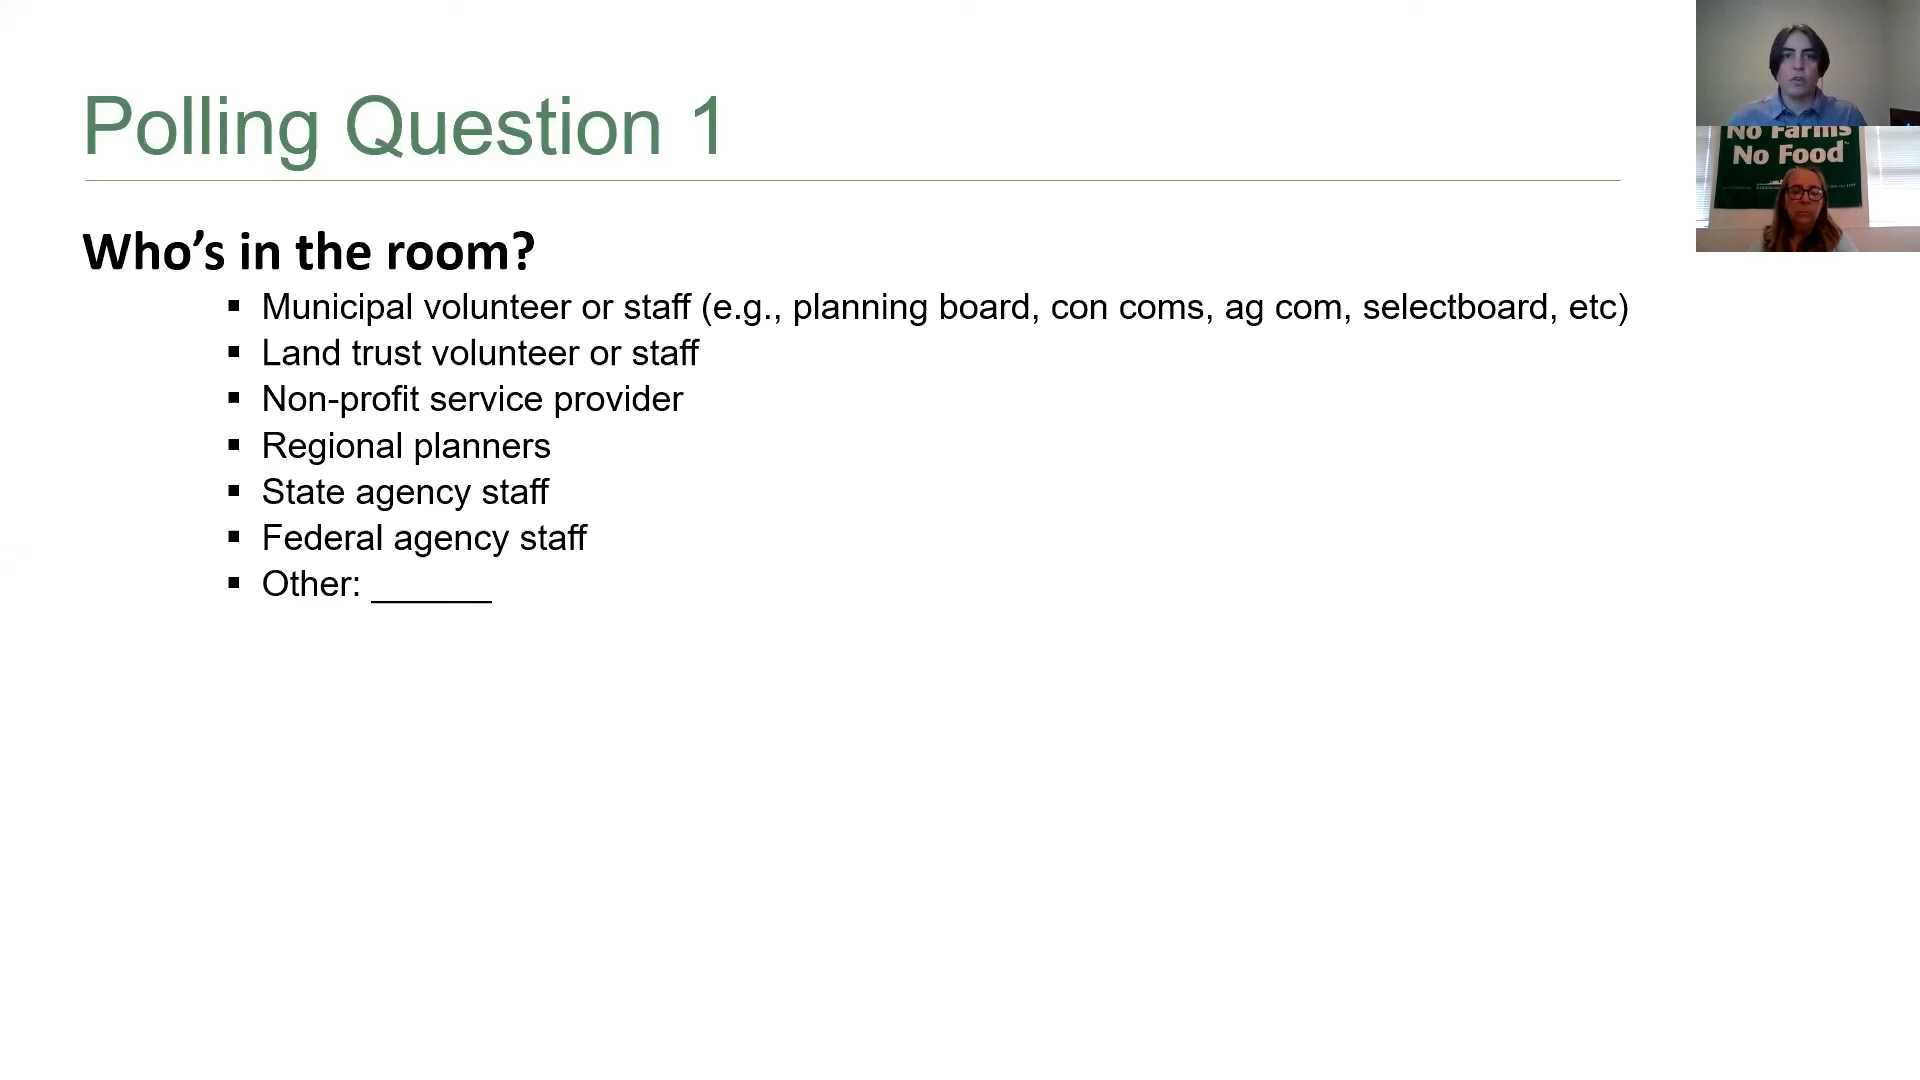 Polling Question 1
Who’s in the room?
▪ Municipal volunteer or staff (e.g., planning board, con coms, ag com, selectboard, etc)
▪ Land trust volunteer or staff
▪ Non-profit service provider
▪ Regional planners
▪ State agency staff
▪ Federal agency staff
▪ Other: ______
No Farms
No Food